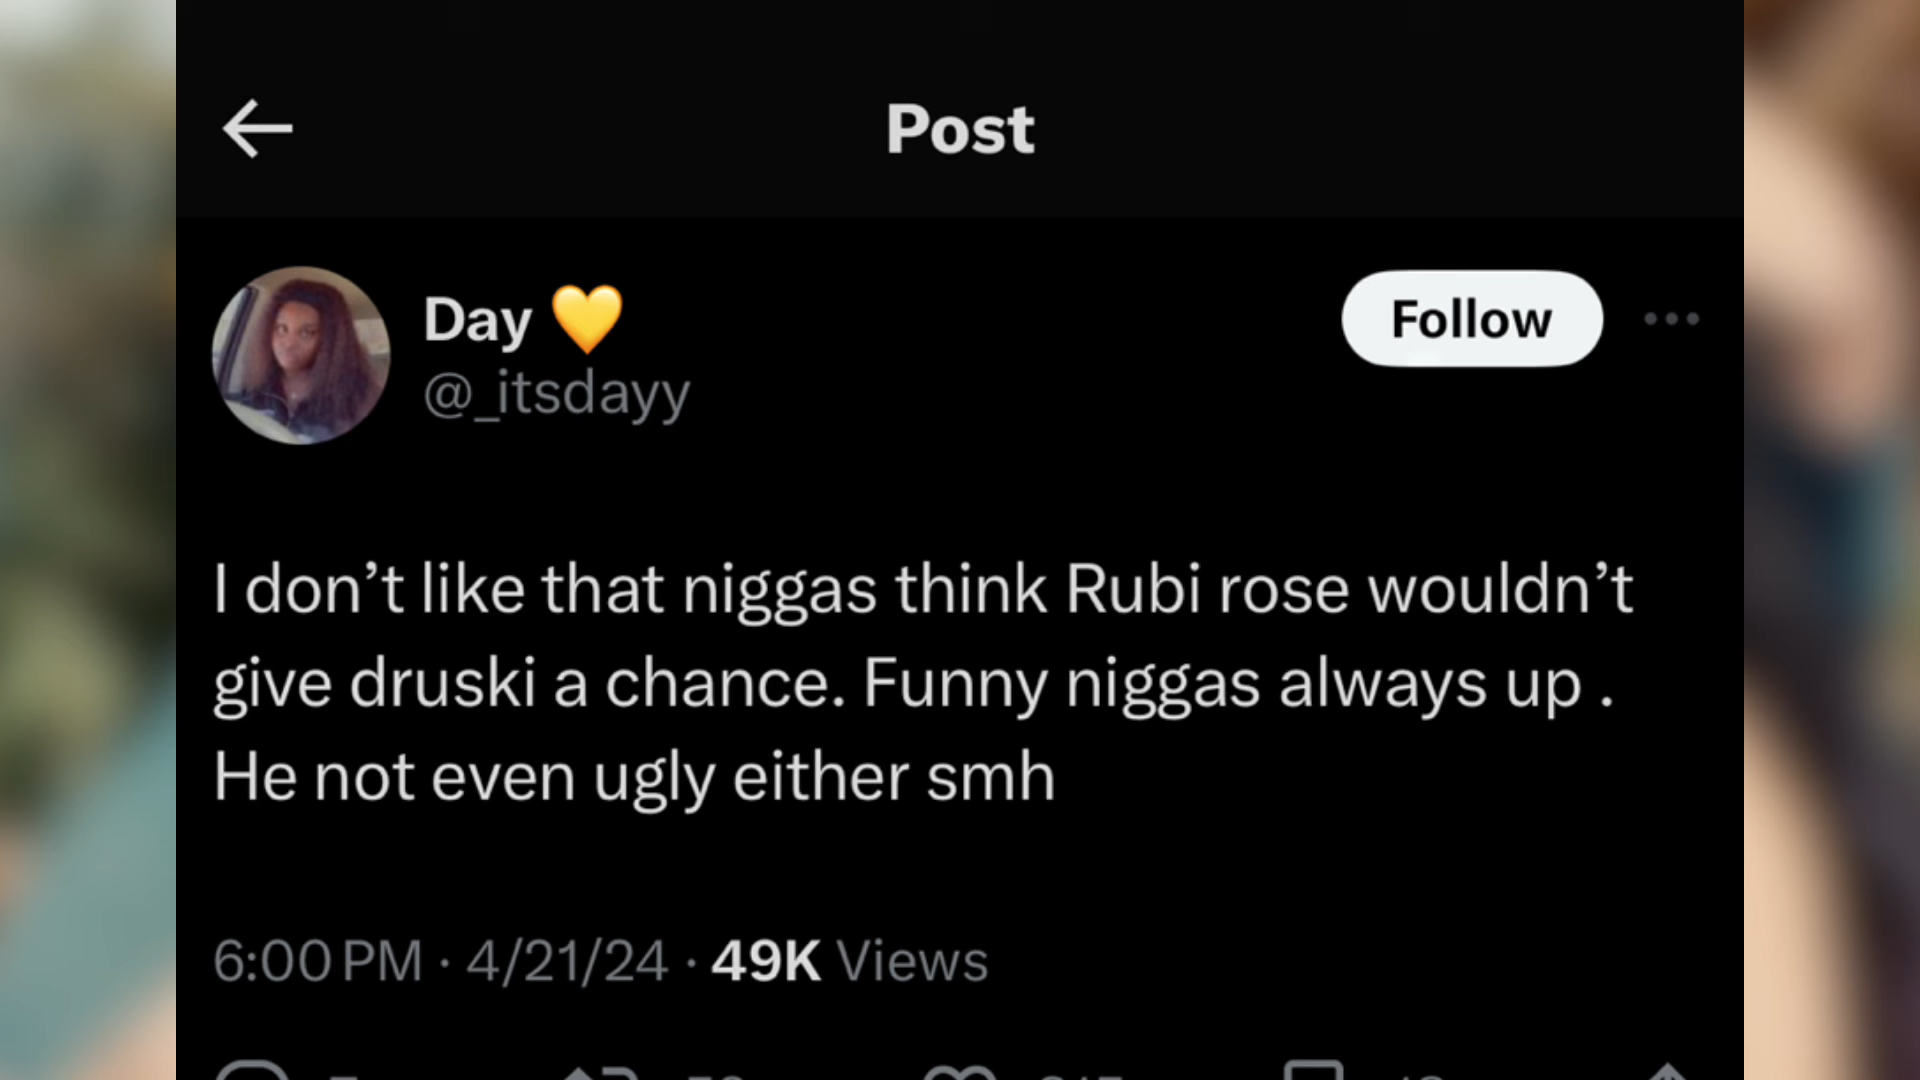 Post
Day 💛
Follow
@_itsdayy
I don’t like that niggas think Rubi rose wouldn’t
give druski a chance. Funny niggas always up .
He not even ugly either smh
6:00 PM · 4/21/24 · 49K Views